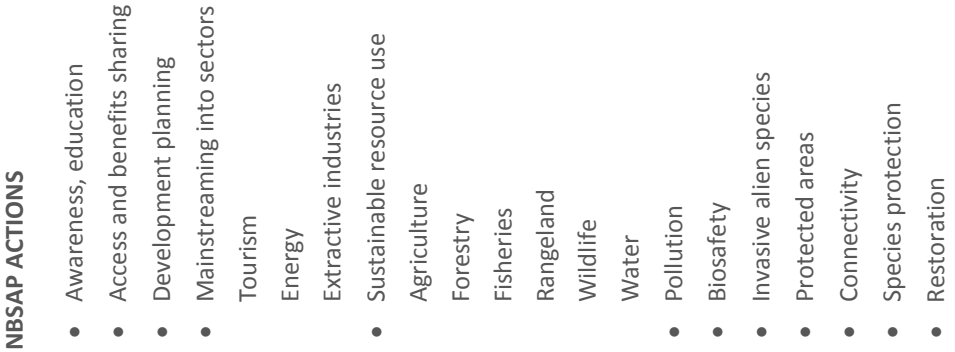 NBSAP ACTIONS
● Awareness, education
● Access and benefits sharing
● Development planning
● Mainstreaming into sectors
Tourism
Energy
Extractive industries
● Sustainable resource use
Agriculture
Forestry
Fisheries
Rangeland
Wildlife
Water
● Pollution
● Biosafety
● Invasive alien species
● Protected areas
● Connectivity
● Species protection
● Restoration